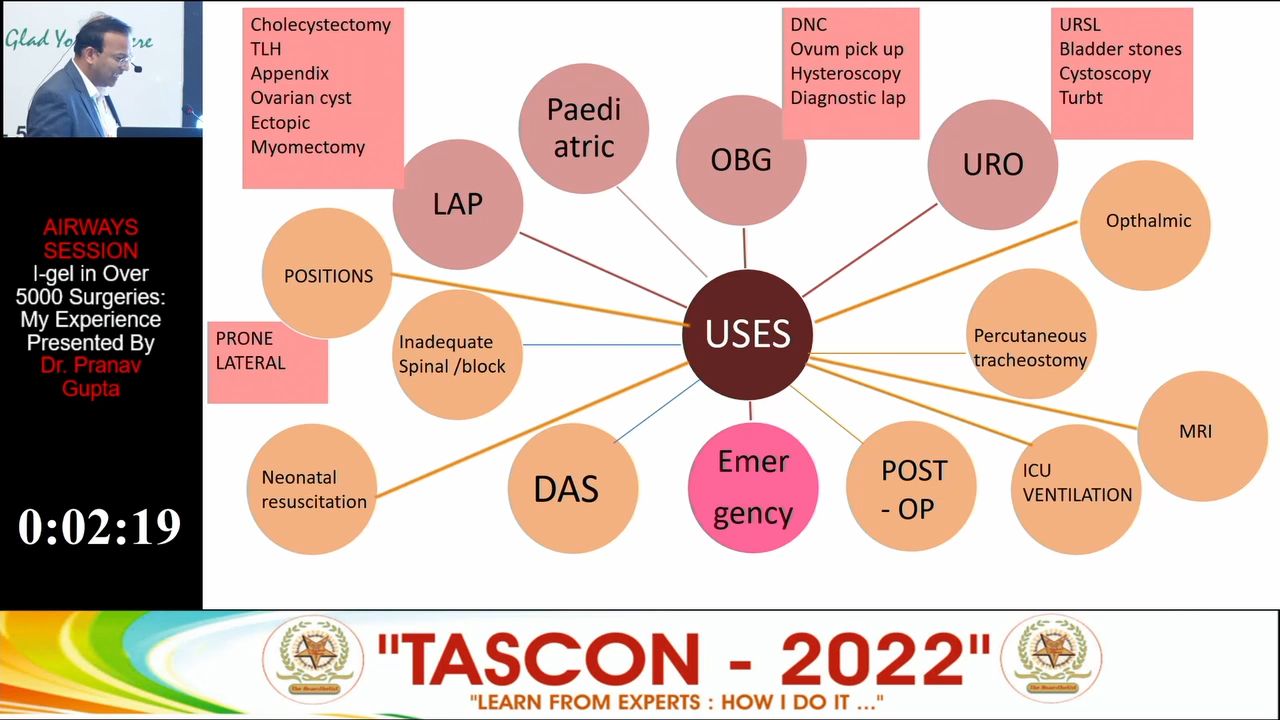 Glad Yo
ere
- 5
AIRWAYS
SESSION
I-gel in Over
5000 Surgeries:
My Experience
Presented By
Dr. Pranav
Gupta
0:02:19
Cholecystectomy
TLH
Appendix
Ovarian cyst
Ectopic
Myomectomy
LAP
Paedi
atric
OBG
DNC
Ovum pick up
Hysteroscopy
Diagnostic lap
URO
URSL
Bladder stones
Cystoscopy
Turbt
Opthalmic
POSITIONS
PRONE
LATERAL
Inadequate
Spinal /block
USES
Percutaneous
tracheostomy
MRI
Neonatal
resuscitation
DAS
Emer
gency
POST
- OP
ICU
VENTILATION
"TASCON - 2022"
"LEARN FROM EXPERTS : HOW I DO IT ..."